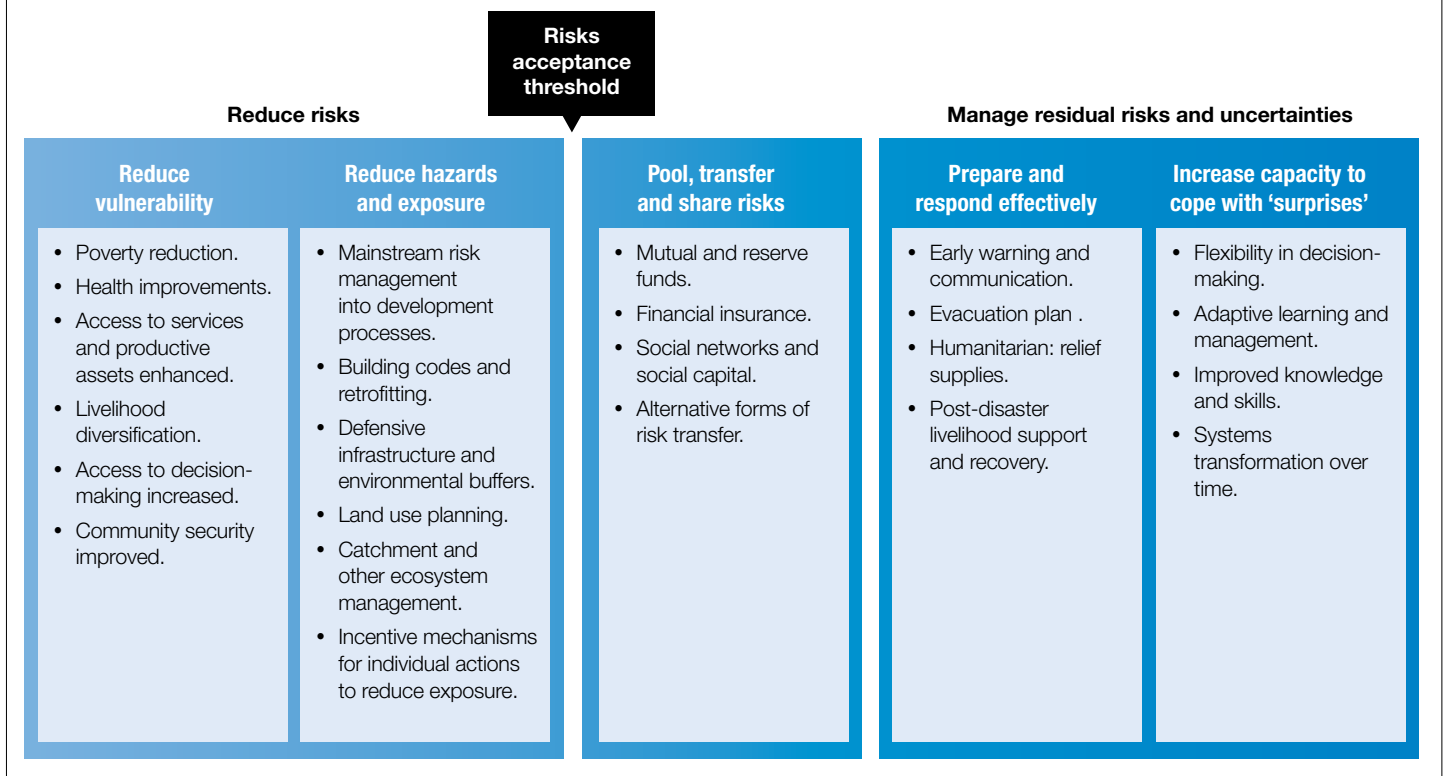 Risks
acceptance
threshold
Reduce risks
Manage residual risks and uncertainties
Reduce
vulnerability
• Poverty reduction.
• Health improvements.
• Access to services
and productive
assets enhanced.
• Livelihood
diversification.
• Access to decision-
making increased.
• Community security
improved.
Reduce hazards
and exposure
• Mainstream risk
management
into development
processes.
• Building codes and
retrofitting.
• Defensive
infrastructure and
environmental buffers.
• Land use planning.
• Catchment and
other ecosystem
management.
• Incentive mechanisms
for individual actions
to reduce exposure.
Pool, transfer
and share risks
• Mutual and reserve
funds.
• Financial insurance.
• Social networks and
social capital.
• Alternative forms of
risk transfer.
Prepare and
respond effectively
• Early warning and
communication.
• Evacuation plan .
• Humanitarian: relief
supplies.
• Post-disaster
livelihood support
and recovery.
Increase capacity to
cope with ‘surprises’
• Flexibility in decision-
making.
• Adaptive learning and
management.
• Improved knowledge
and skills.
• Systems
transformation over
time.